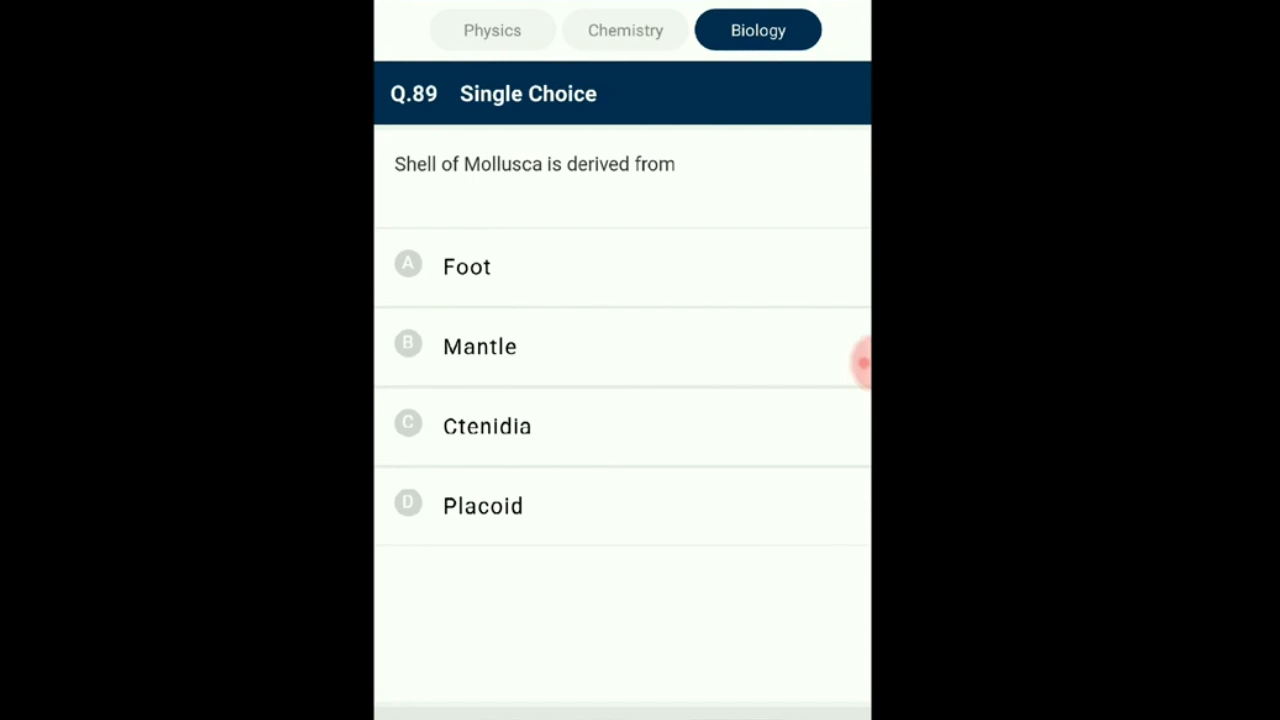 Physics Chemistry Biology
Q.89 Single Choice
Shell of Mollusca is derived from
A Foot
B Mantle
C Ctenidia
D Placoid